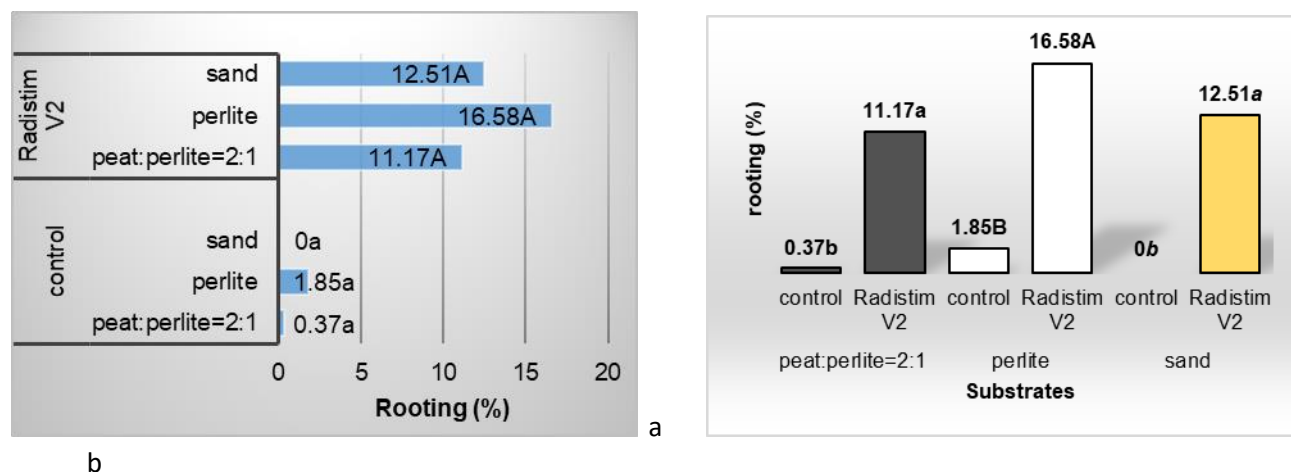 Radistim
V2
sand
12.51A
perlite
16.58A
peat:perlite=2:1
11.17A
control
sand
0a
perlite
1.85a
peat:perlite=2:1
0.37a
0 5 10 15 20
Rooting (%)
a
rooting (%)
0.37b
11.17a
1.85B
16.58A
0b
12.51a
control Radistim control Radistim control Radistim
V2 V2 V2
peat:perlite=2:1 perlite sand
Substrates
b